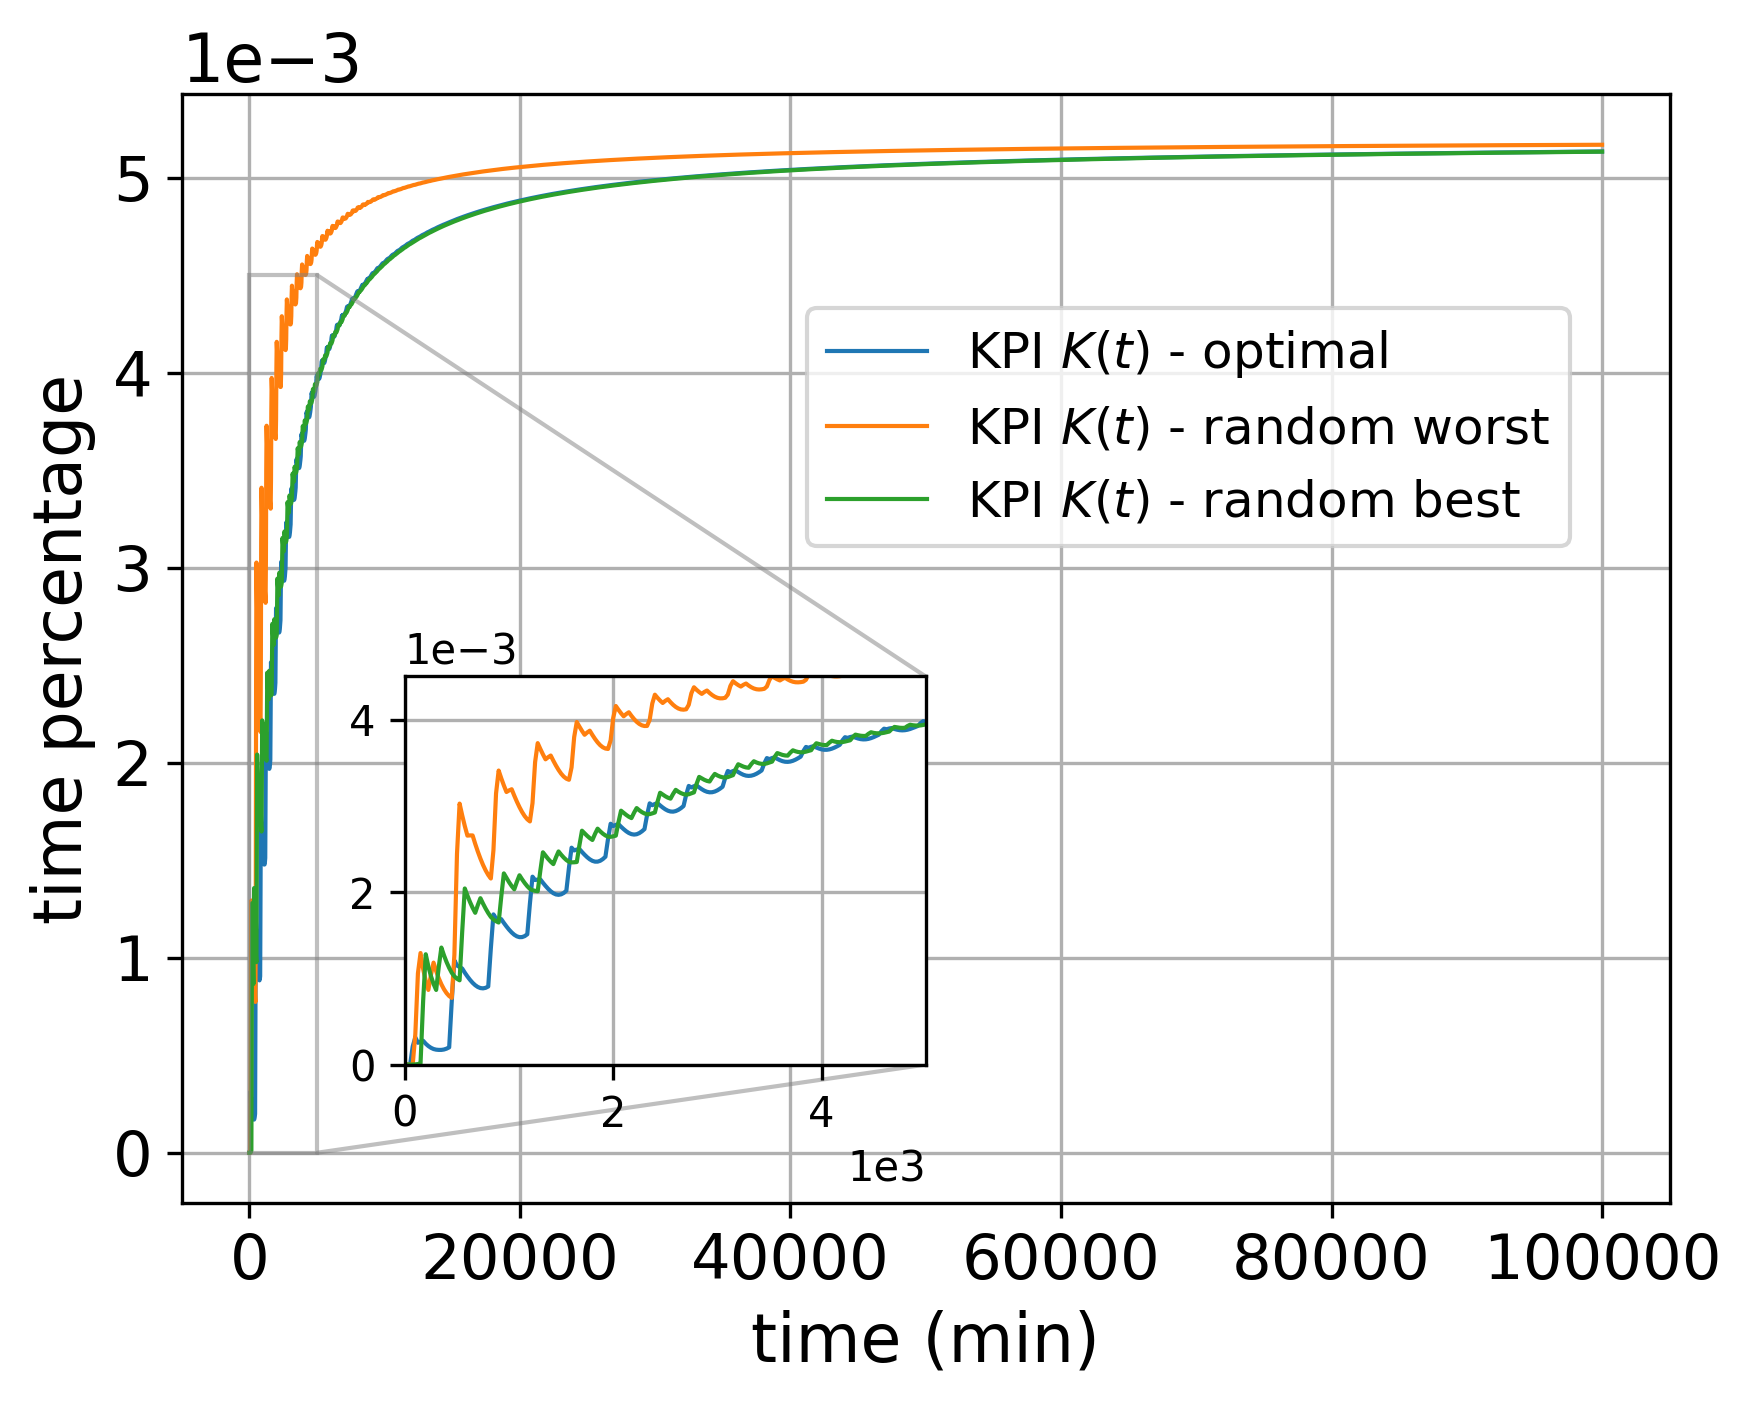 1e−3
5
4
3
2
1
0
time percentage
KPI K(t) - optimal
KPI K(t) - random worst
KPI K(t) - random best
1e−3
4
2
0
0 2 4
1e3
0 20000 40000 60000 80000 100000
time (min)